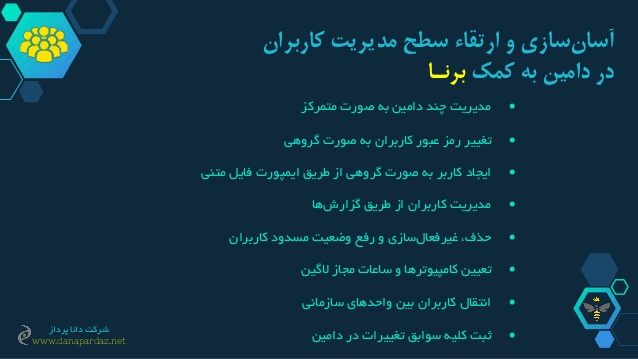 آسان‌سازی و ارتقاء سطح مدیریت کاربران
در دامین به کمک برنـا
• مدیریت چند دامین به صورت متمرکز
• تغییر رمز عبور کاربران به صورت گروهی
• ایجاد کاربر به صورت گروهی از طریق ایمپورت فایل متنی
• مدیریت کاربران از طریق گزارش‌ها
• حذف، غیرفعال‌سازی و رفع وضعیت مسدود کاربران
• تعیین کامپیوترها و ساعات مجاز لاگین
• انتقال کاربران بین واحدهای سازمانی
• ثبت کلیه سوابق تغییرات در دامین
شرکت دانا پرداز
www.danapardaz.net